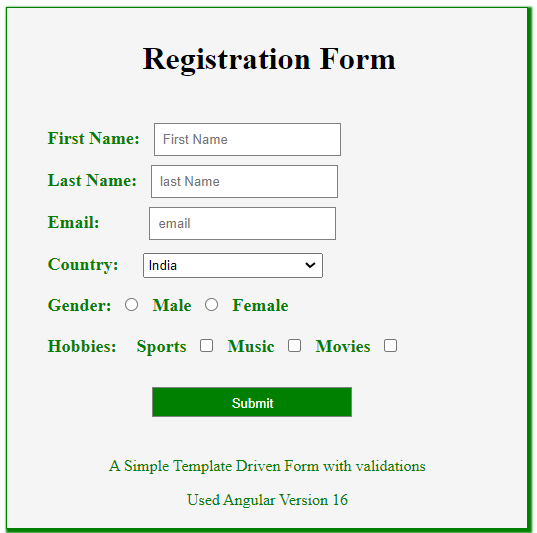 Registration Form
First Name: First Name
Last Name: last Name
Email: email
Country: India
Gender: Male Female
Hobbies: Sports Music Movies
Submit
A Simple Template Driven Form with validations
Used Angular Version 16